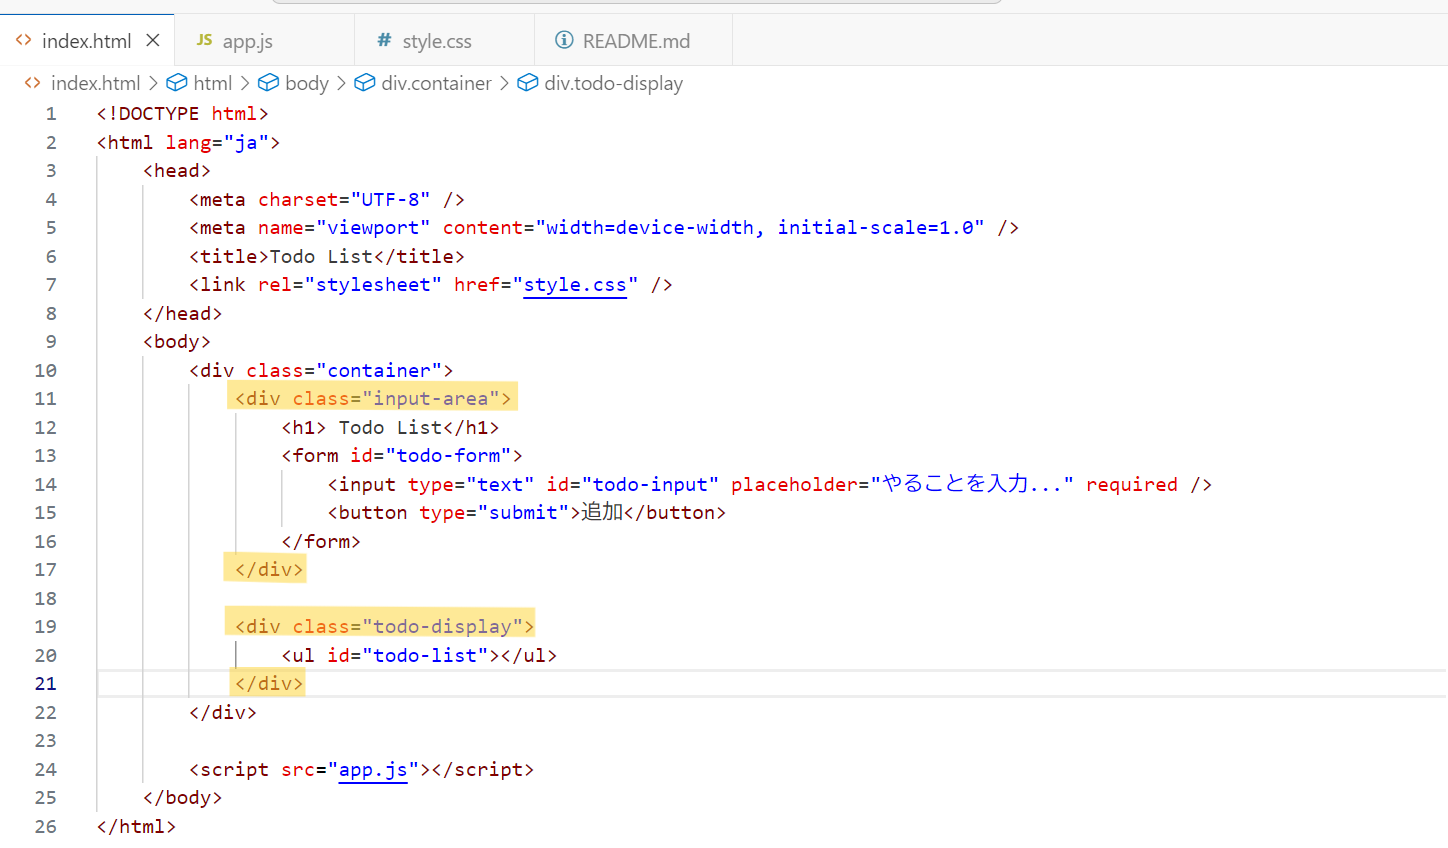 index.html
JS app.js
# style.css
README.md
index.html > html > body > div.container > div.todo-display
1 <!DOCTYPE html>
2 <html lang="ja">
3 <head>
4 <meta charset="UTF-8" />
5 <meta name="viewport" content="width=device-width, initial-scale=1.0" />
6 <title>Todo List</title>
7 <link rel="stylesheet" href="style.css" />
8 </head>
9 <body>
10 <div class="container">
11 <div class="input-area">
12 <h1> Todo List</h1>
13 <form id="todo-form">
14 <input type="text" id="todo-input" placeholder="やることを入力..." required />
15 <button type="submit">追加</button>
16 </form>
17 </div>
18
19 <div class="todo-display">
20 <ul id="todo-list"></ul>
21 </div>
22 </div>
23
24 <script src="app.js"></script>
25 </body>
26 </html>